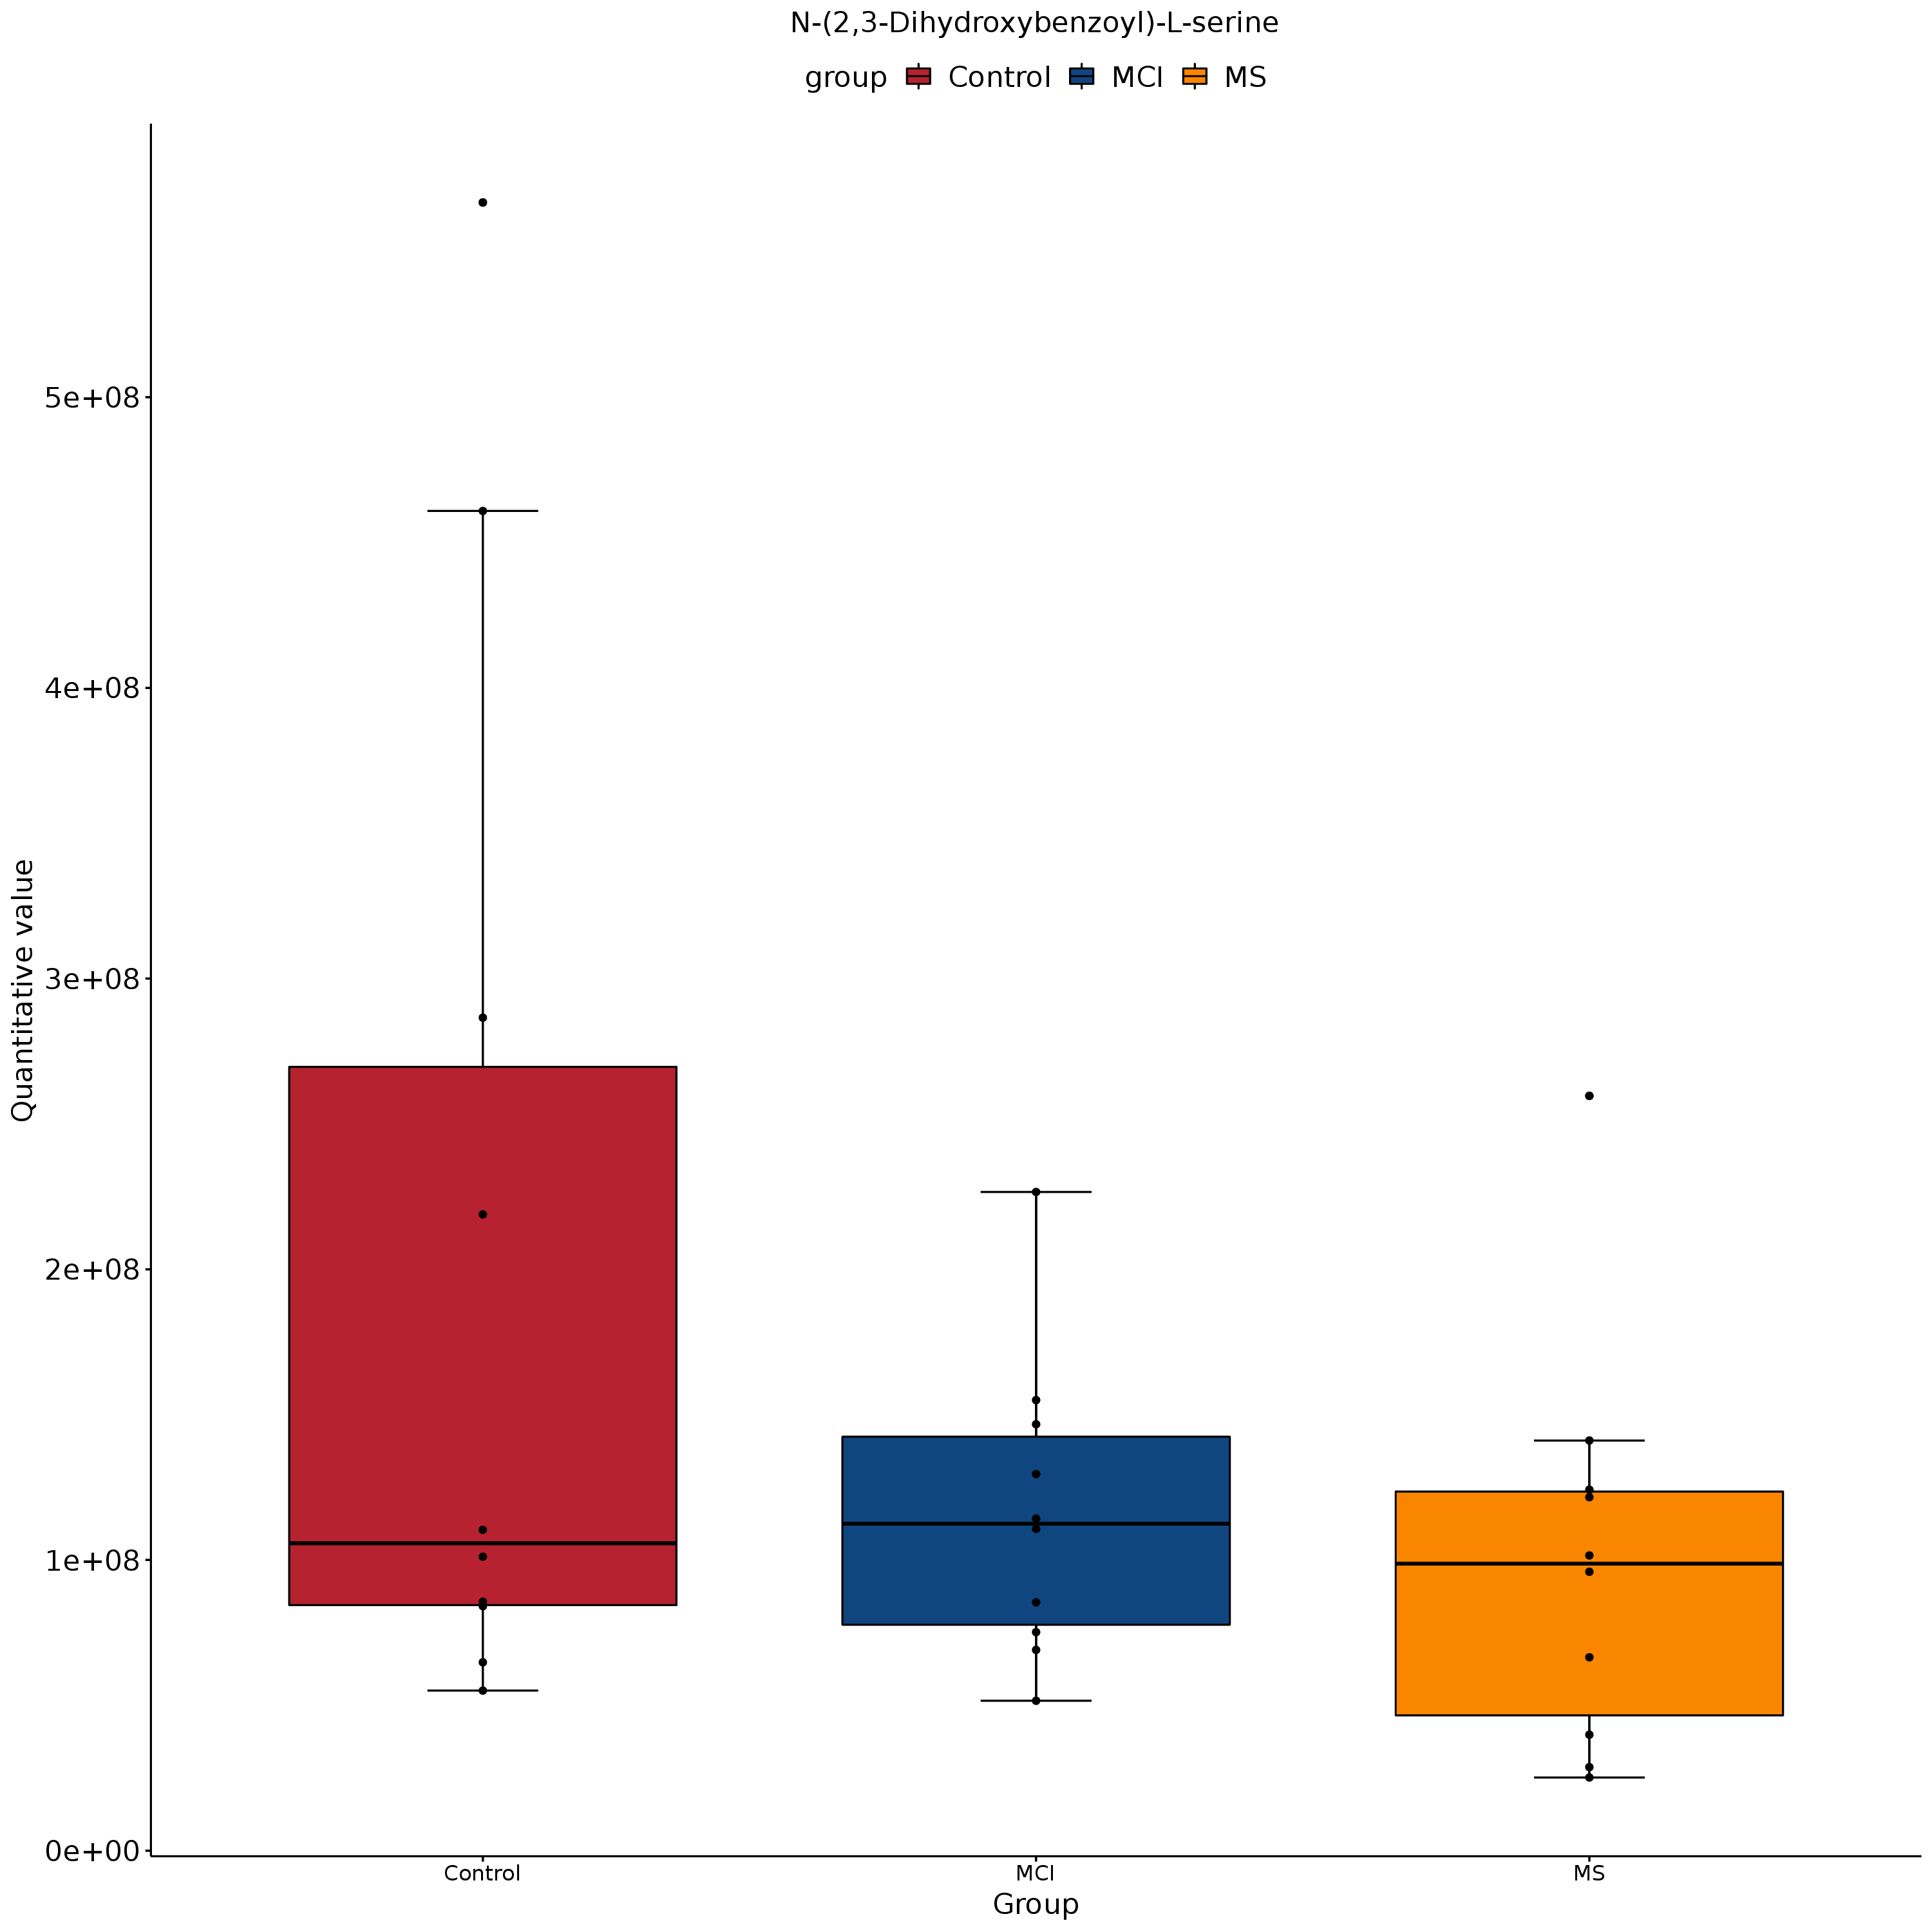 N-(2,3-Dihydroxybenzoyl)-L-serine
group Control MCI MS
Quantitative value
5e+08
4e+08
3e+08
2e+08
1e+08
0e+00
Control MCI MS
Group